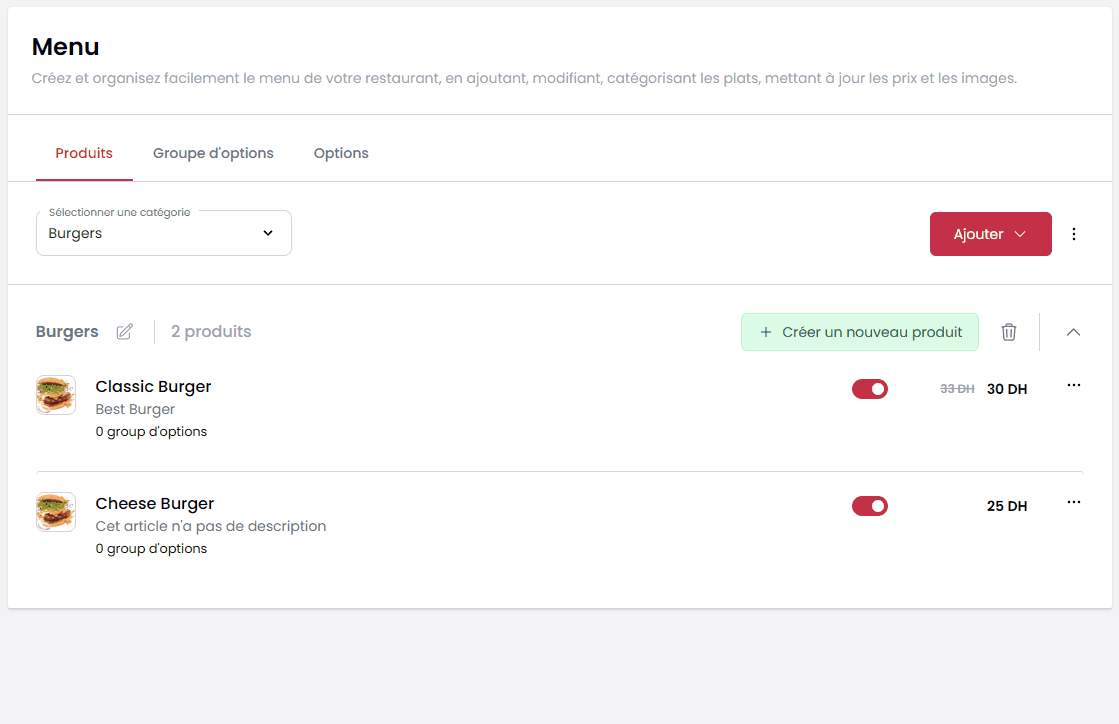 Menu
Créez et organisez facilement le menu de votre restaurant, en ajoutant, modifiant, catégorisant les plats, mettant à jour les prix et les images.
Produits Groupe d'options Options
Sélectionner une catégorie
Burgers
Ajouter
Burgers 2 produits
+ Créer un nouveau produit
Classic Burger
33 DH 30 DH
Best Burger
0 group d'options
Cheese Burger
25 DH
Cet article n'a pas de description
0 group d'options